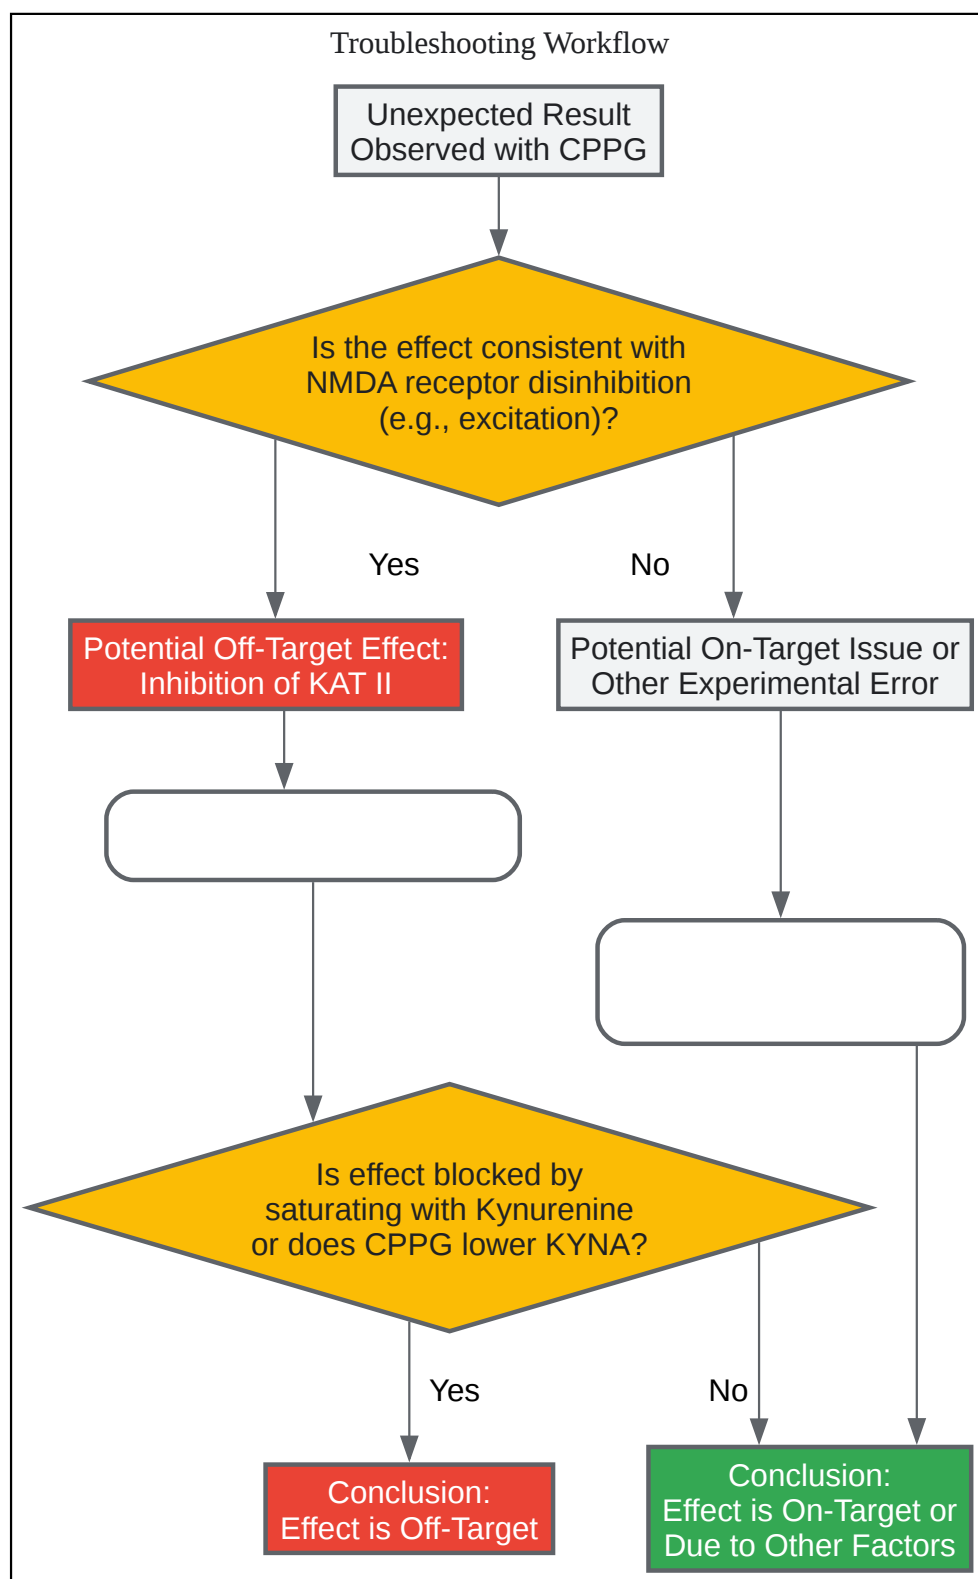 Troubleshooting Workflow
Unexpected Result
Observed with CPPG
Is the effect consistent with
NMDA receptor disinhibition
(e.g., excitation)?
Yes
No
Potential Off-Target Effect:
Inhibition of KAT II
Potential On-Target Issue or
Other Experimental Error
Is effect blocked by
saturating with Kynurenine
or does CPPG lower KYNA?
Yes
No
Conclusion:
Effect is Off-Target
Conclusion:
Effect is On-Target or
Due to Other Factors